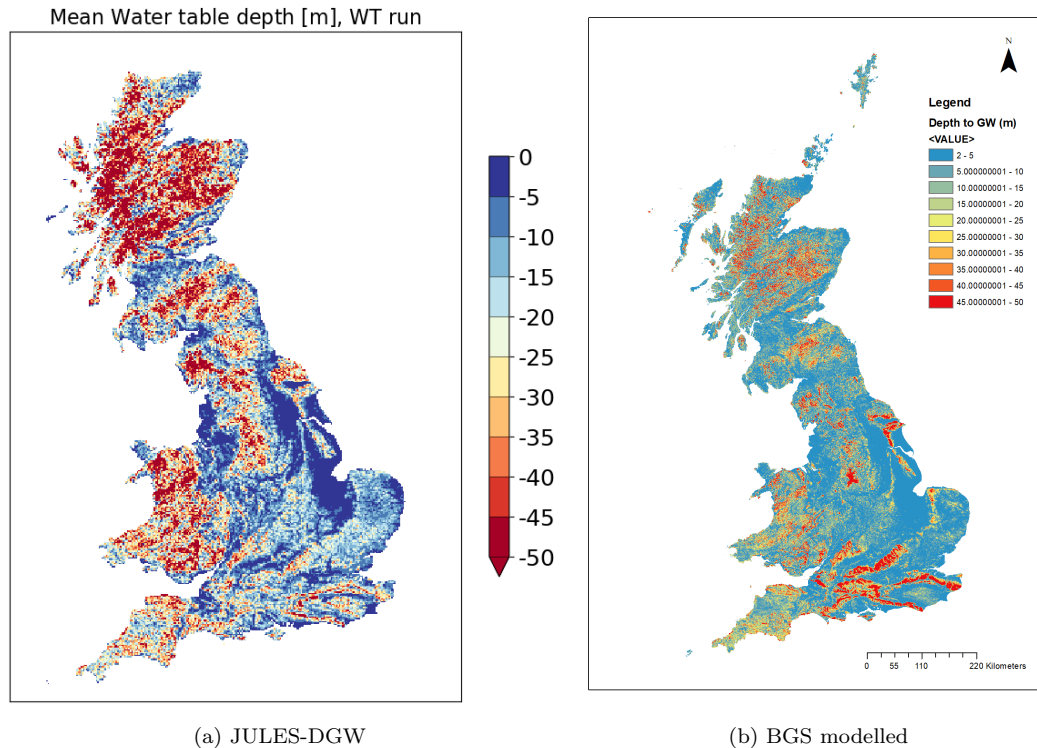 Mean Water table depth [m], WT run
0
-5
-10
-15
-20
-25
-30
-35
-40
-45
-50
N
Legend
Depth to GW (m)
<VALUE>
2 - 5
5.000000001 - 10
10.00000001 - 15
15.00000001 - 20
20.00000001 - 25
25.00000001 - 30
30.00000001 - 35
35.00000001 - 40
40.00000001 - 45
45.00000001 - 50
0 55 110 220 Kilometers
(a) JULES-DGW
(b) BGS modelled